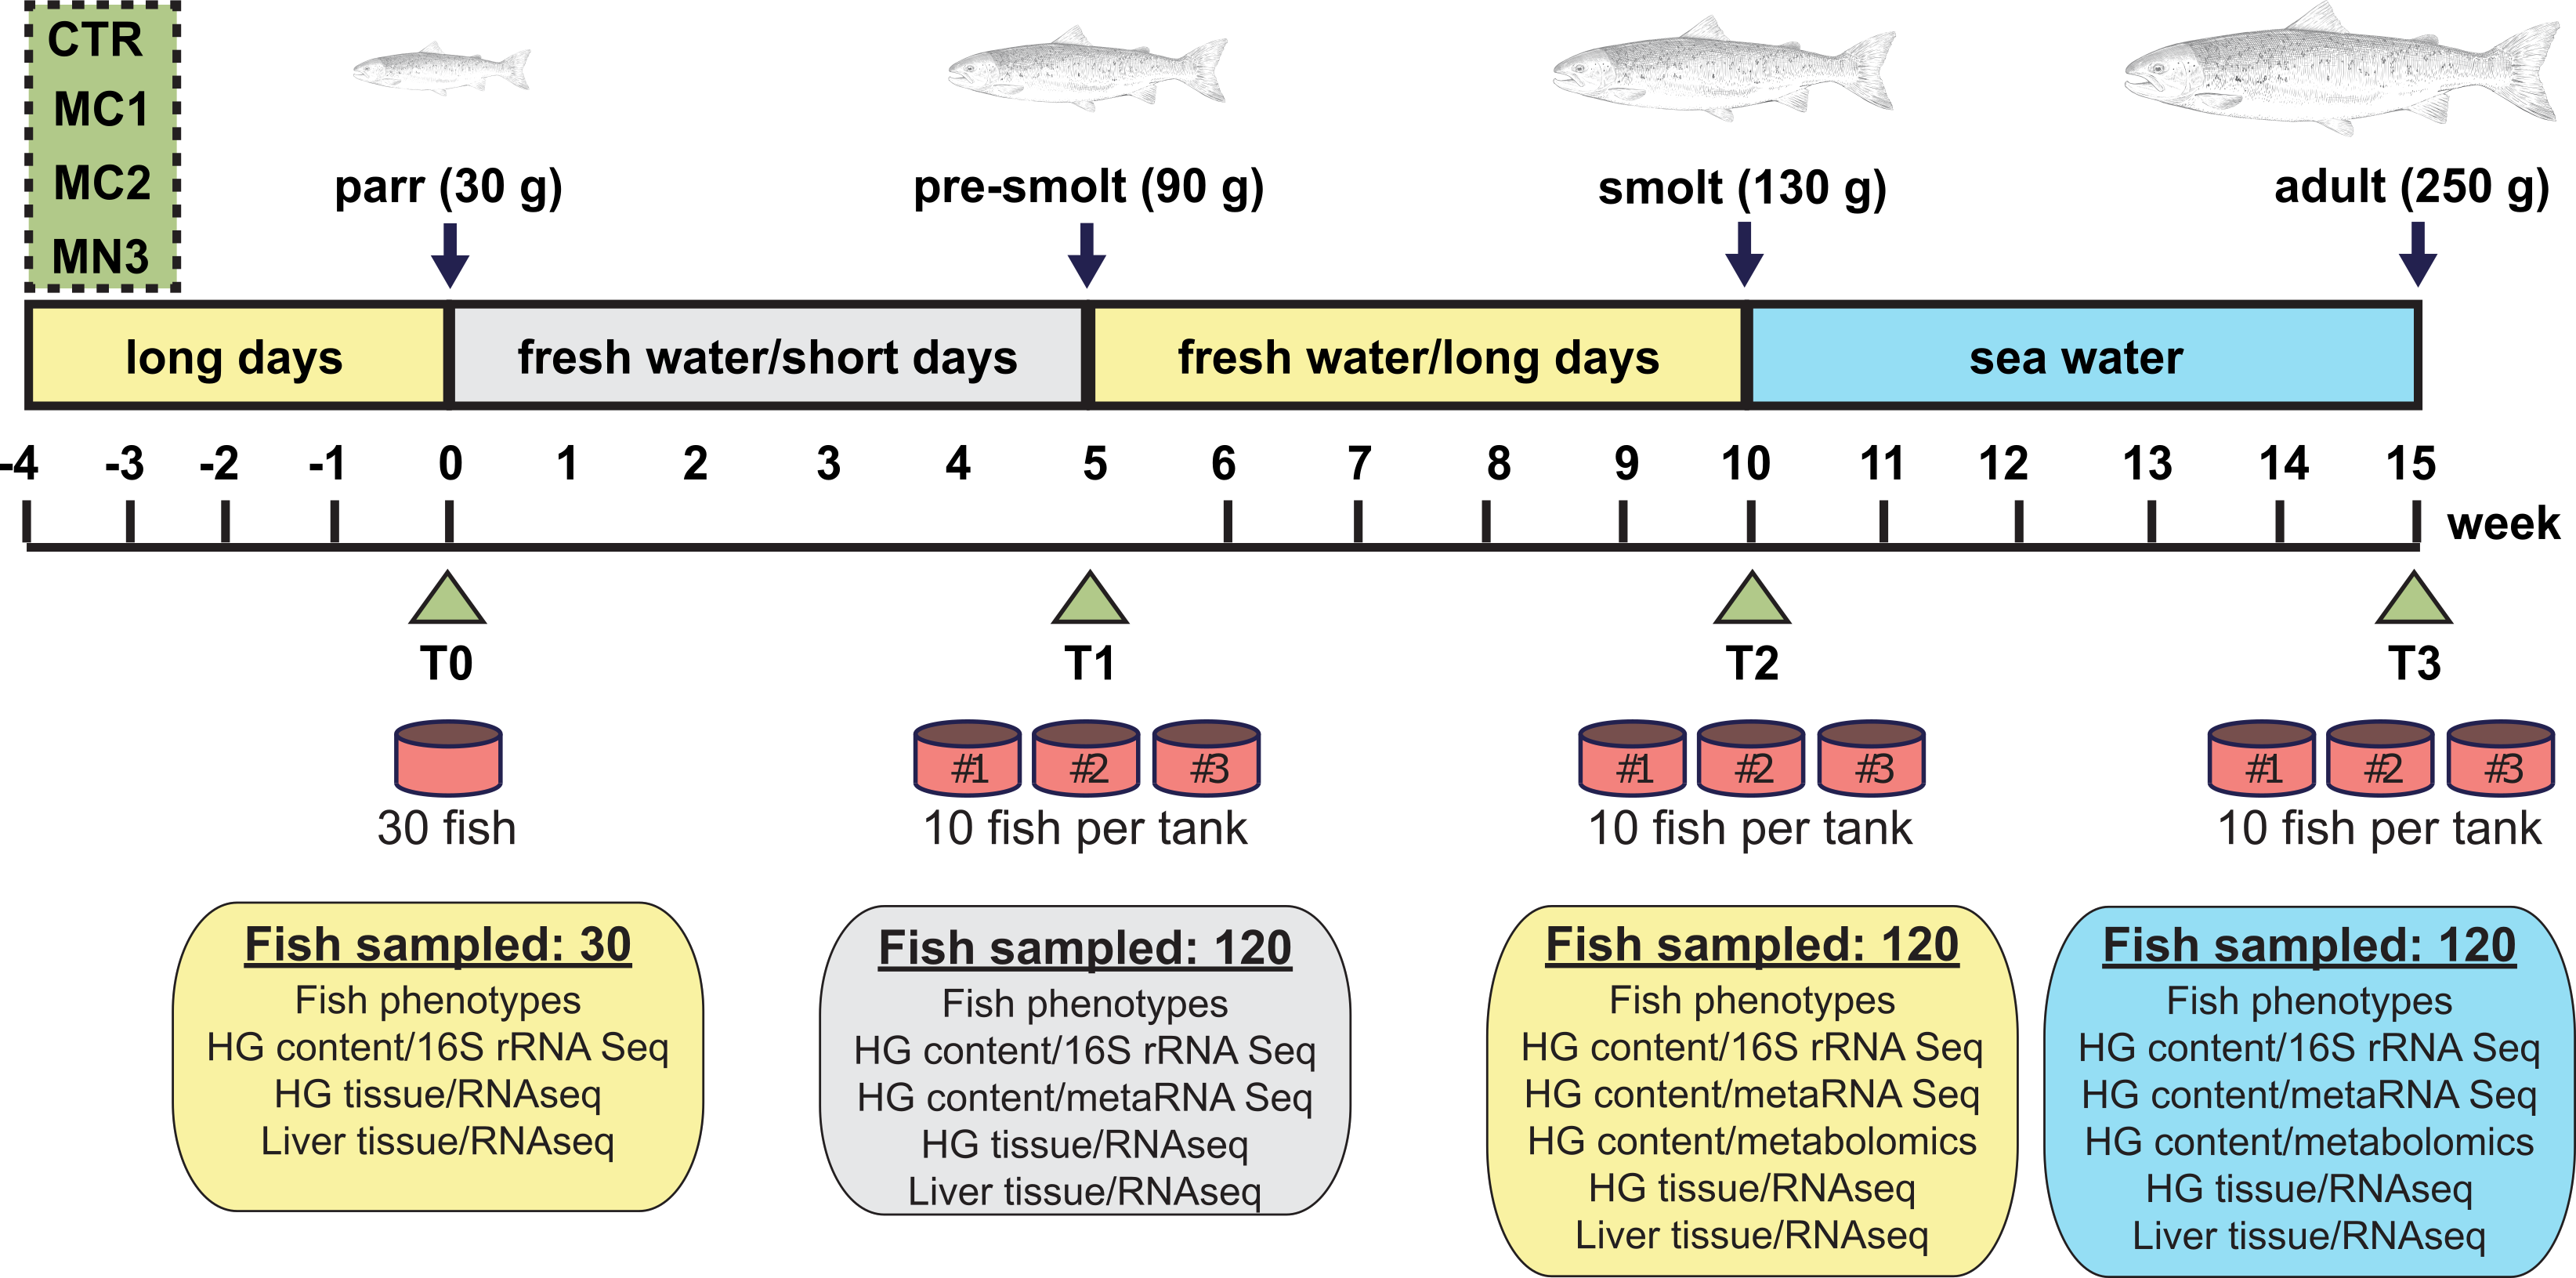 CTR
MC1
MC2
MN3
parr (30 g)
pre-smolt (90 g)
smolt (130 g)
adult (250 g)
long days
fresh water/short days
fresh water/long days
sea water
-4 -3 -2 -1 0 1 2 3 4 5 6 7 8 9 10 11 12 13 14 15
week
T0
T1
T2
T3
#1 #2 #3
#1 #2 #3
#1 #2 #3
30 fish
10 fish per tank
10 fish per tank
10 fish per tank
Fish sampled: 30
Fish phenotypes
HG content/16S rRNA Seq
HG tissue/RNAseq
Liver tissue/RNAseq
Fish sampled: 120
Fish phenotypes
HG content/16S rRNA Seq
HG content/metaRNA Seq
HG tissue/RNAseq
Liver tissue/RNAseq
Fish sampled: 120
Fish phenotypes
HG content/16S rRNA Seq
HG content/metaRNA Seq
HG content/metabolomics
HG tissue/RNAseq
Liver tissue/RNAseq
Fish sampled: 120
Fish phenotypes
HG content/16S rRNA Seq
HG content/metaRNA Seq
HG content/metabolomics
HG tissue/RNAseq
Liver tissue/RNAseq